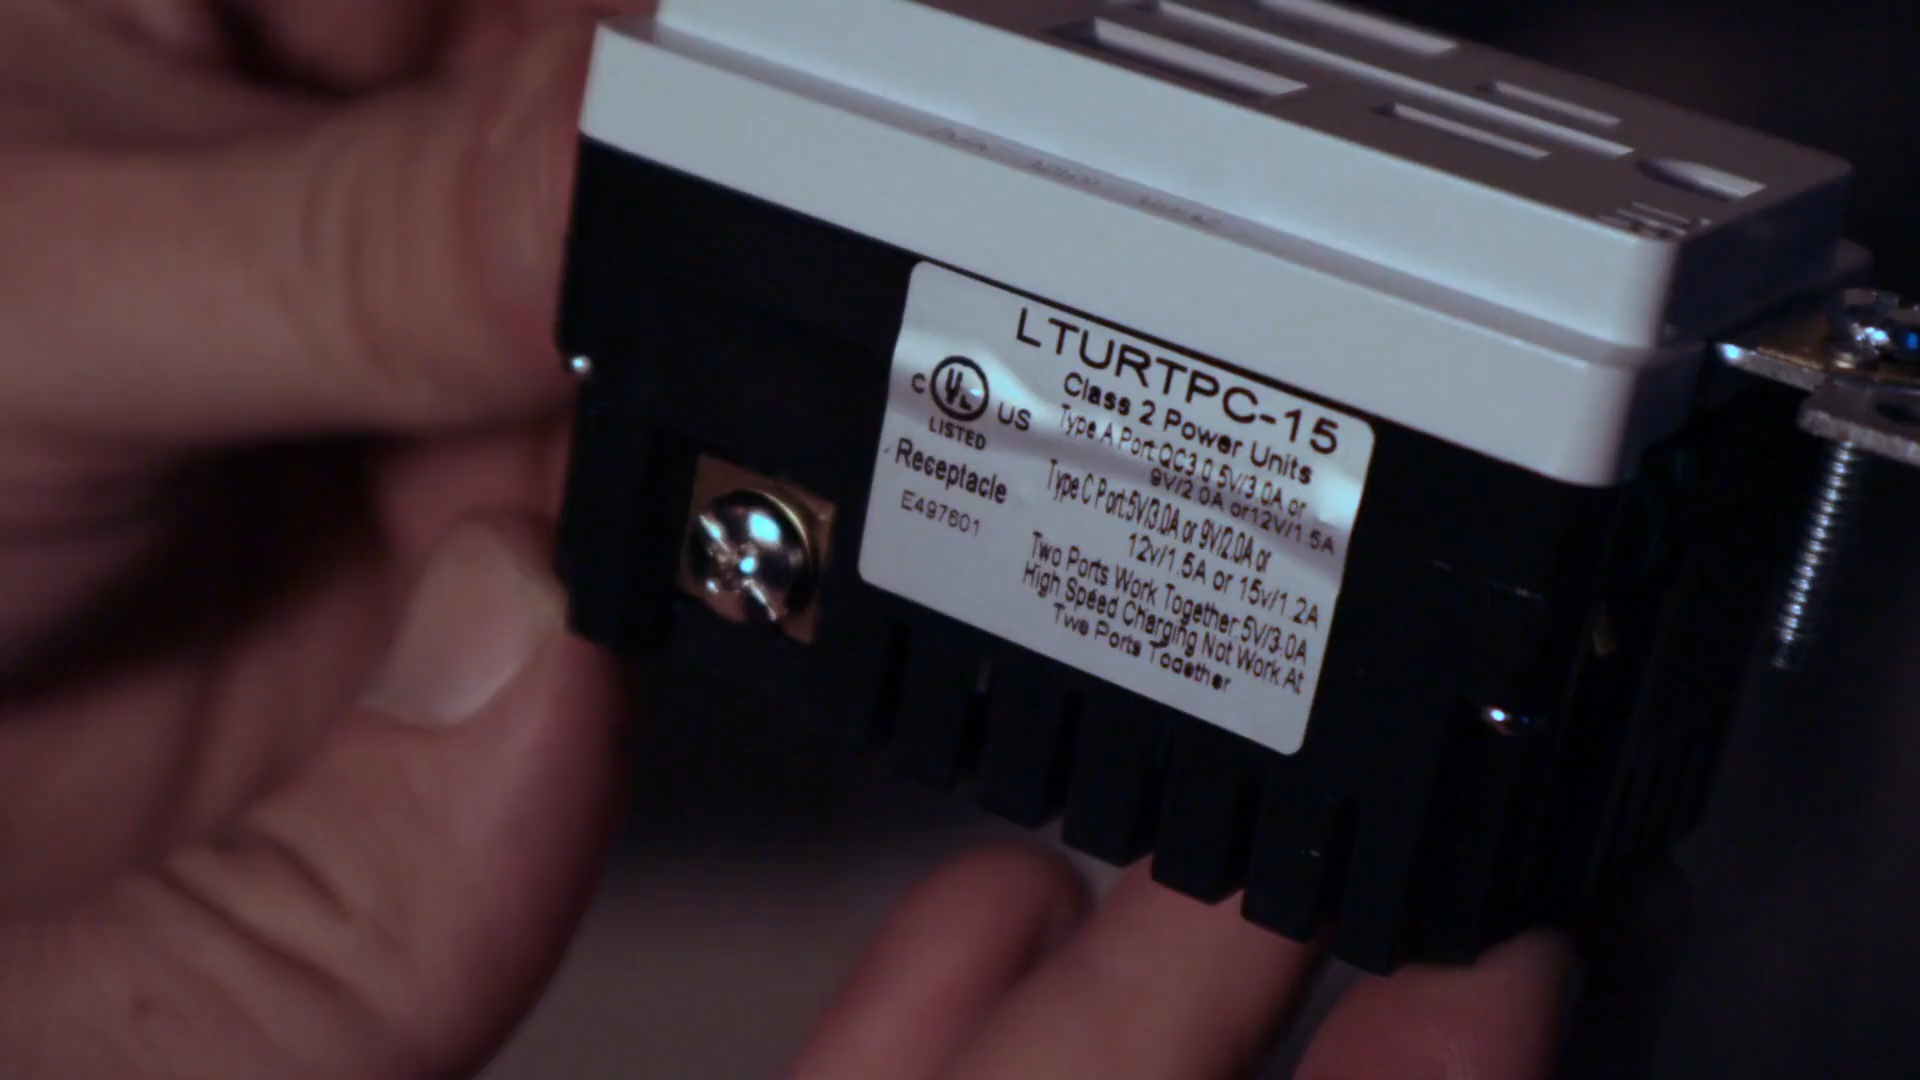 LTURTPC-15
Class 2 Power Units
C UL US
LISTED
Receptacle
E497601
Type A Port:QC3.0 5V/3.0A or
9V/2.0A or12V/1.5A
Type C Port:5V/3.0A or 9V/2.0A or
12v/1.5A or 15v/1.2A
Two Ports Work Together:5V/3.0A
High Speed Charging Not Work At
Two Ports Together